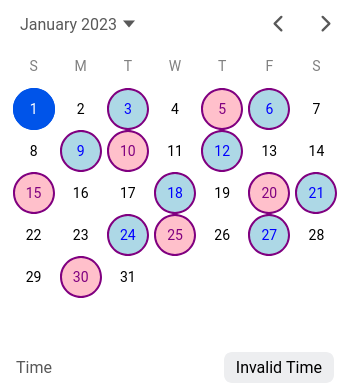 January 2023
S M T W T F S
1 2 3 4 5 6 7
8 9 10 11 12 13 14
15 16 17 18 19 20 21
22 23 24 25 26 27 28
29 30 31
Time Invalid Time